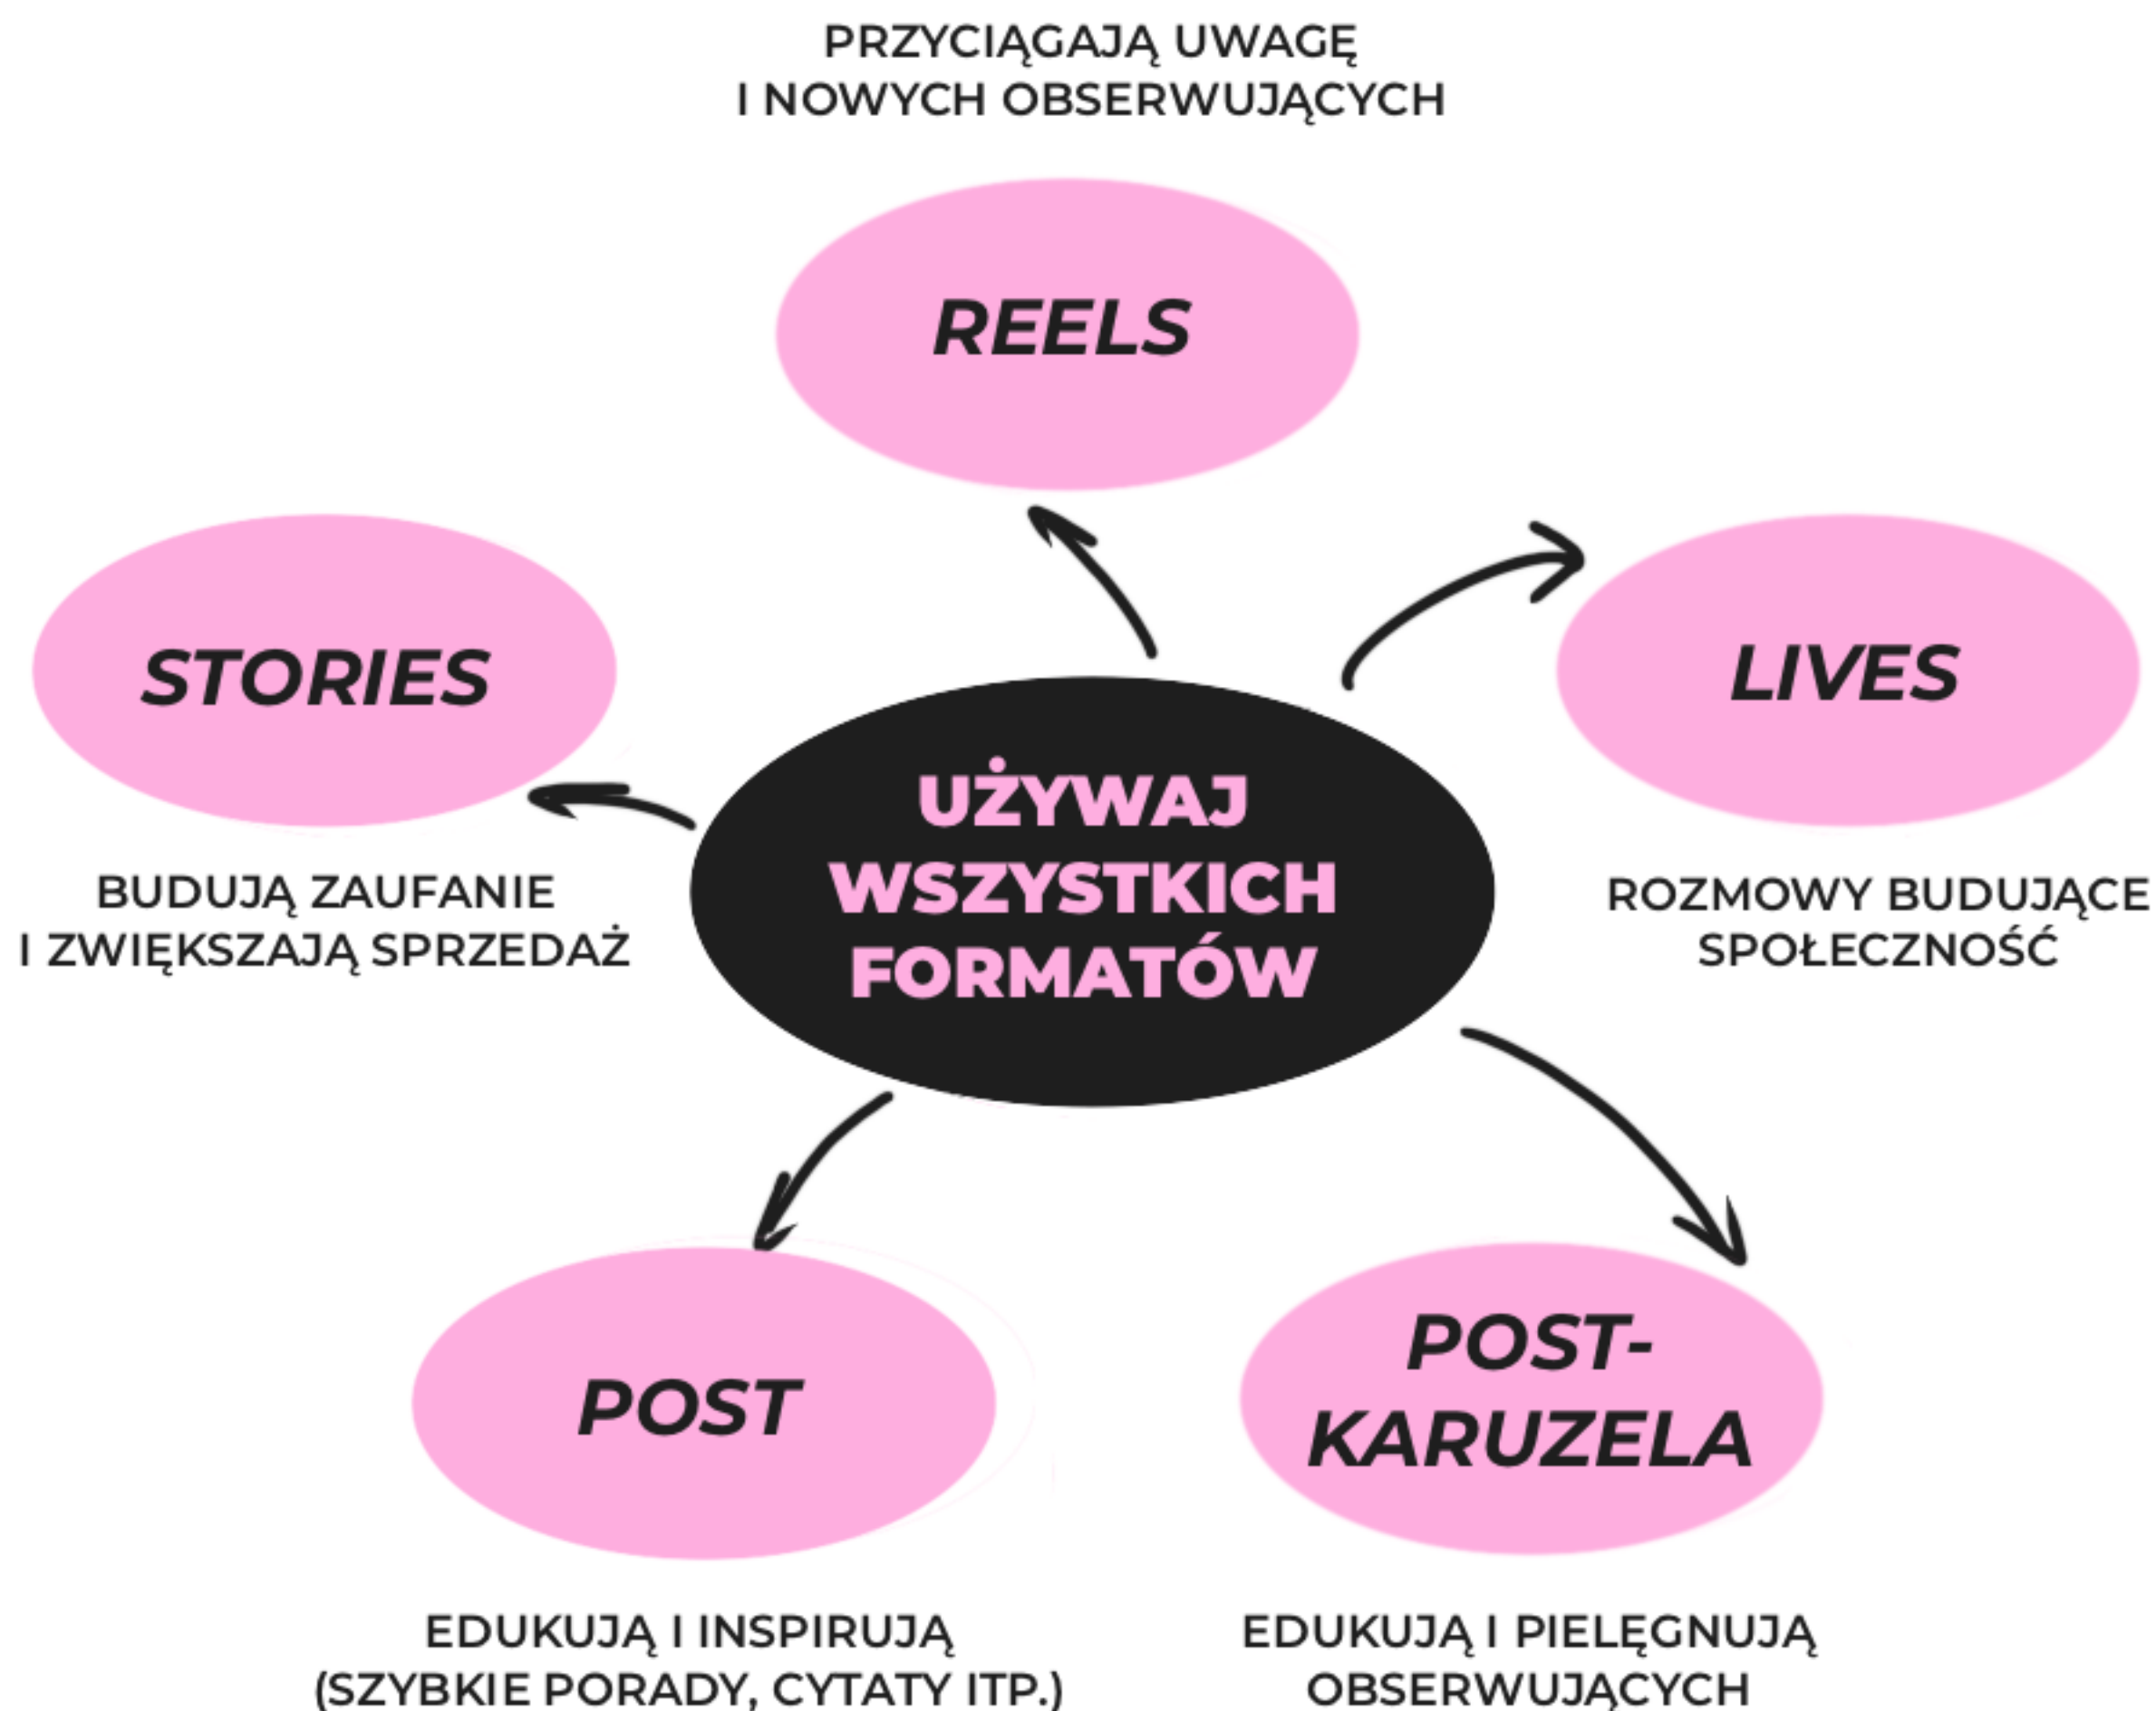 PRZYCIĄGAJĄ UWAGĘ
I NOWYCH OBSERWUJĄCYCH
REELS
STORIES
BUDUJĄ ZAUFANIE
I ZWIĘKSZAJĄ SPRZEDAŻ
LIVES
ROZMOWY BUDUJĄCE
SPOŁECZNOŚĆ
UŻYWAJ
WSZYSTKICH
FORMATÓW
POST
EDUKUJĄ I INSPIRUJĄ
(SZYBKIE PORADY, CYTATY ITP.)
POST-
KARUZELA
EDUKUJĄ I PIELĘGNUJĄ
OBSERWUJĄCYCH